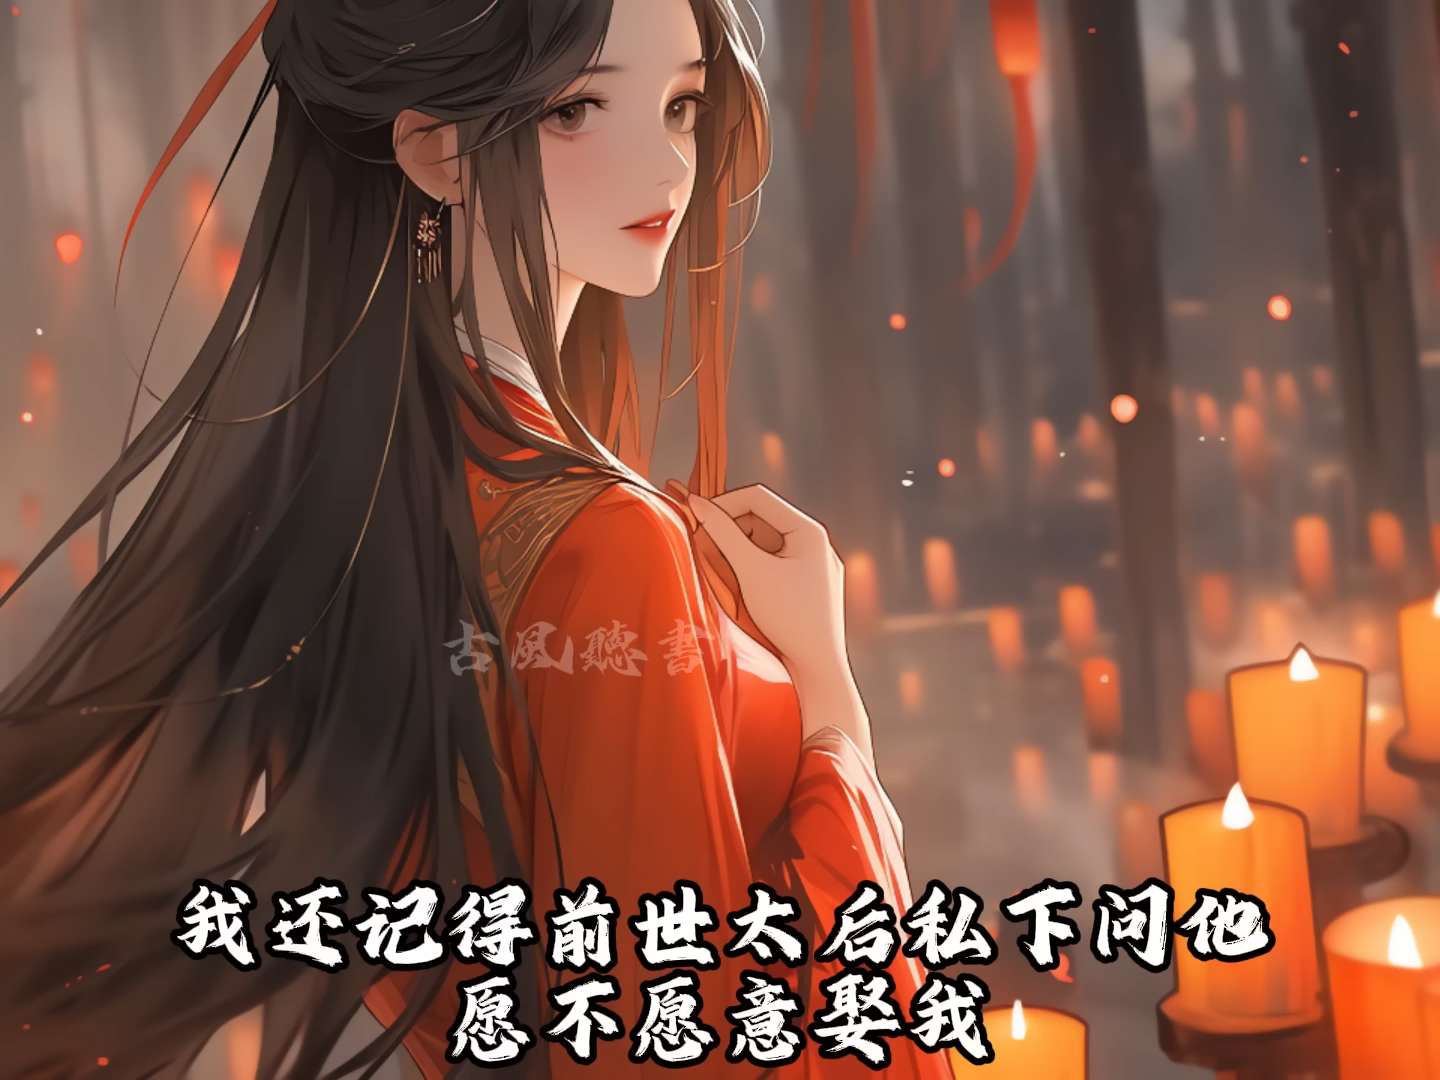 古風聽書
我还记得前世太后私下问他
愿不愿意娶我